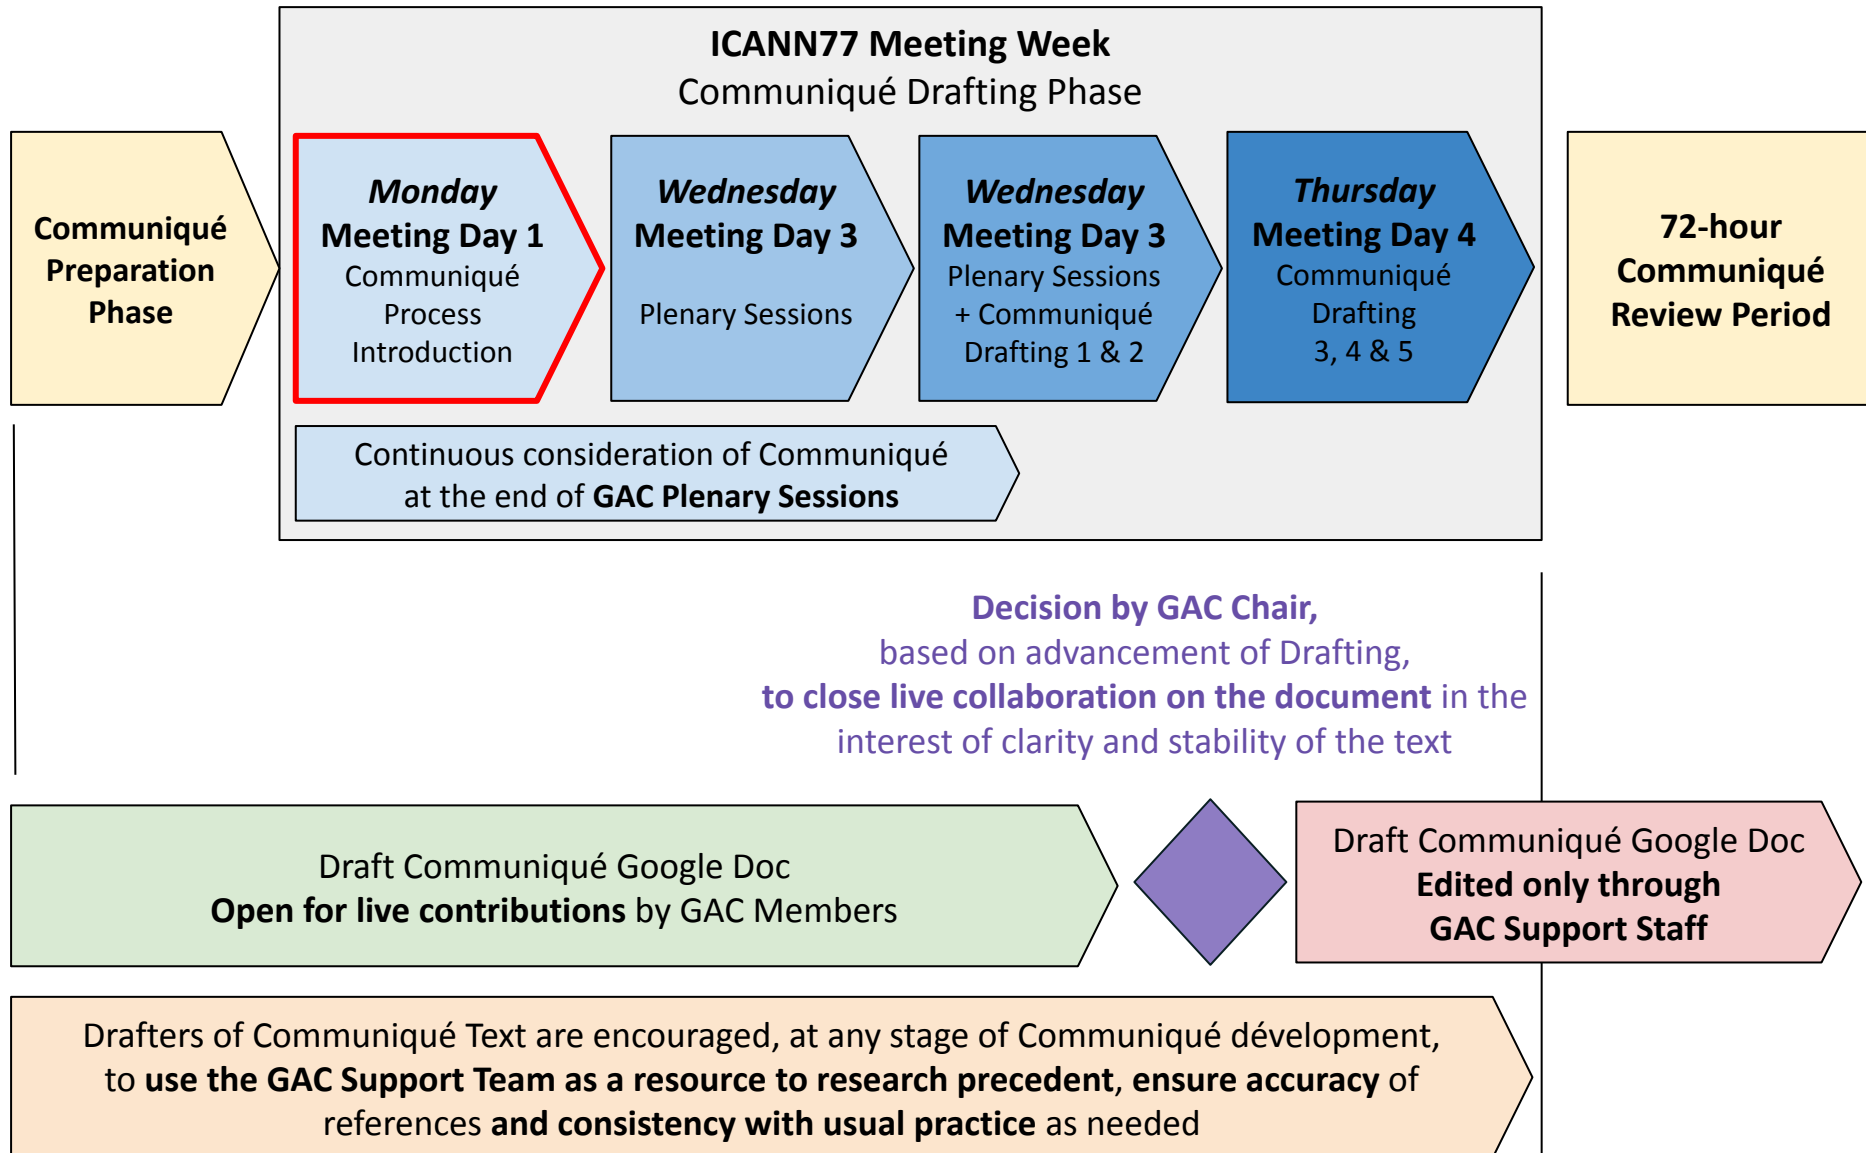 ICANN77 Meeting Week
Communiqué Drafting Phase
Communiqué
Preparation
Phase
Monday
Meeting Day 1
Communiqué
Process
Introduction
Wednesday
Meeting Day 3
Plenary Sessions
Wednesday
Meeting Day 3
Plenary Sessions
+ Communiqué
Drafting 1 & 2
Thursday
Meeting Day 4
Communiqué
Drafting
3, 4 & 5
72-hour
Communiqué
Review Period
Continuous consideration of Communiqué
at the end of GAC Plenary Sessions
Decision by GAC Chair,
based on advancement of Drafting,
to close live collaboration on the document in the
interest of clarity and stability of the text
Draft Communiqué Google Doc
Open for live contributions by GAC Members
Draft Communiqué Google Doc
Edited only through
GAC Support Staff
Drafters of Communiqué Text are encouraged, at any stage of Communiqué dévelopment,
to use the GAC Support Team as a resource to research precedent, ensure accuracy of
references and consistency with usual practice as needed